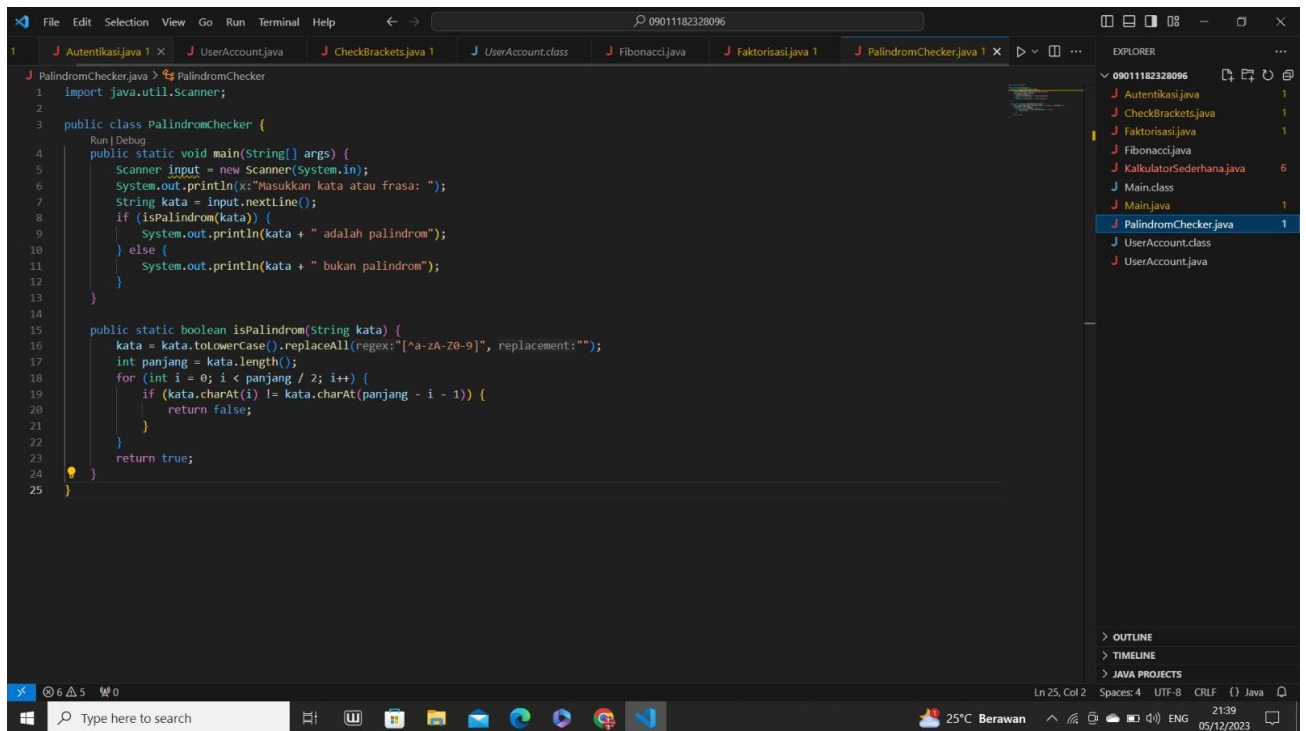 File Edit Selection View Go Run Terminal Help
09011182328096
1 Autentikasi.java 1 UserAccount.java CheckBrackets.java 1 UserAccount.class Fibonacci.java Faktorisasi.java 1 PalindromChecker.java 1
PalindromChecker.java > PalindromChecker
1 import java.util.Scanner;
2
3 public class PalindromChecker {
Run | Debug
4 public static void main(String[] args) {
5 Scanner input = new Scanner(System.in);
6 System.out.println(x:"Masukkan kata atau frasa: ");
7 String kata = input.nextLine();
8 if (isPalindrom(kata)) {
9 System.out.println(kata + " adalah palindrom");
10 } else {
11 System.out.println(kata + " bukan palindrom");
12 }
13 }
14
15 public static boolean isPalindrom(String kata) {
16 kata = kata.toLowerCase().replaceAll(regex:"[^a-zA-Z0-9]", replacement:"");
17 int panjang = kata.length();
18 for (int i = 0; i < panjang / 2; i++) {
19 if (kata.charAt(i) != kata.charAt(panjang - i - 1)) {
20 return false;
21 }
22 }
23 return true;
24 }
25 }
EXPLORER
09011182328096
Autentikasi.java 1
CheckBrackets.java 1
Faktorisasi.java 1
Fibonacci.java
KalkulatorSederhana.java 6
Main.class
Main.java 1
PalindromChecker.java 1
UserAccount.class
UserAccount.java
OUTLINE
TIMELINE
JAVA PROJECTS
6 5 0 Ln 25, Col 2 Spaces: 4 UTF-8 CRLF {} Java
Type here to search 25°C Berawan ENG 21:39
05/12/2023